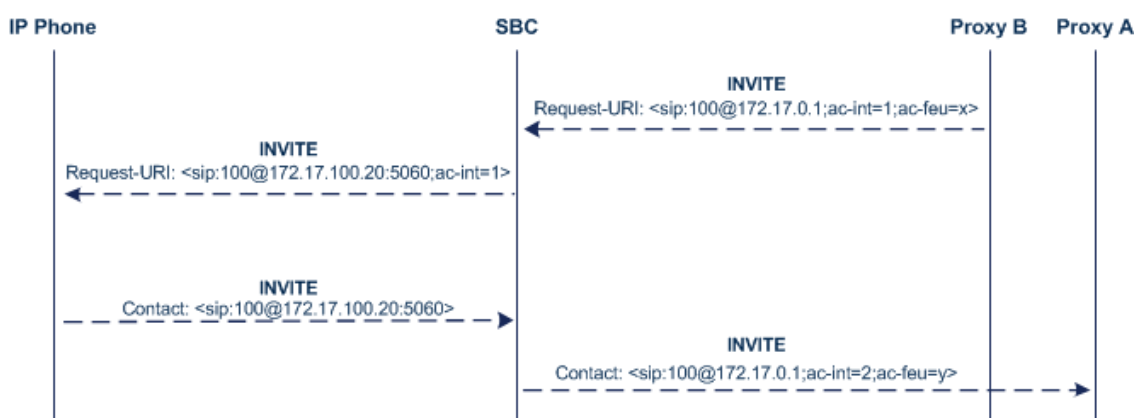 IP Phone
SBC
Proxy B
Proxy A
INVITE
Request-URI: <sip:100@172.17.0.1;ac-int=1;ac-feu=x>
INVITE
Request-URI: <sip:100@172.17.100.20:5060;ac-int=1>
INVITE
Contact: <sip:100@172.17.100.20:5060>
INVITE
Contact: <sip:100@172.17.0.1;ac-int=2;ac-feu=y>